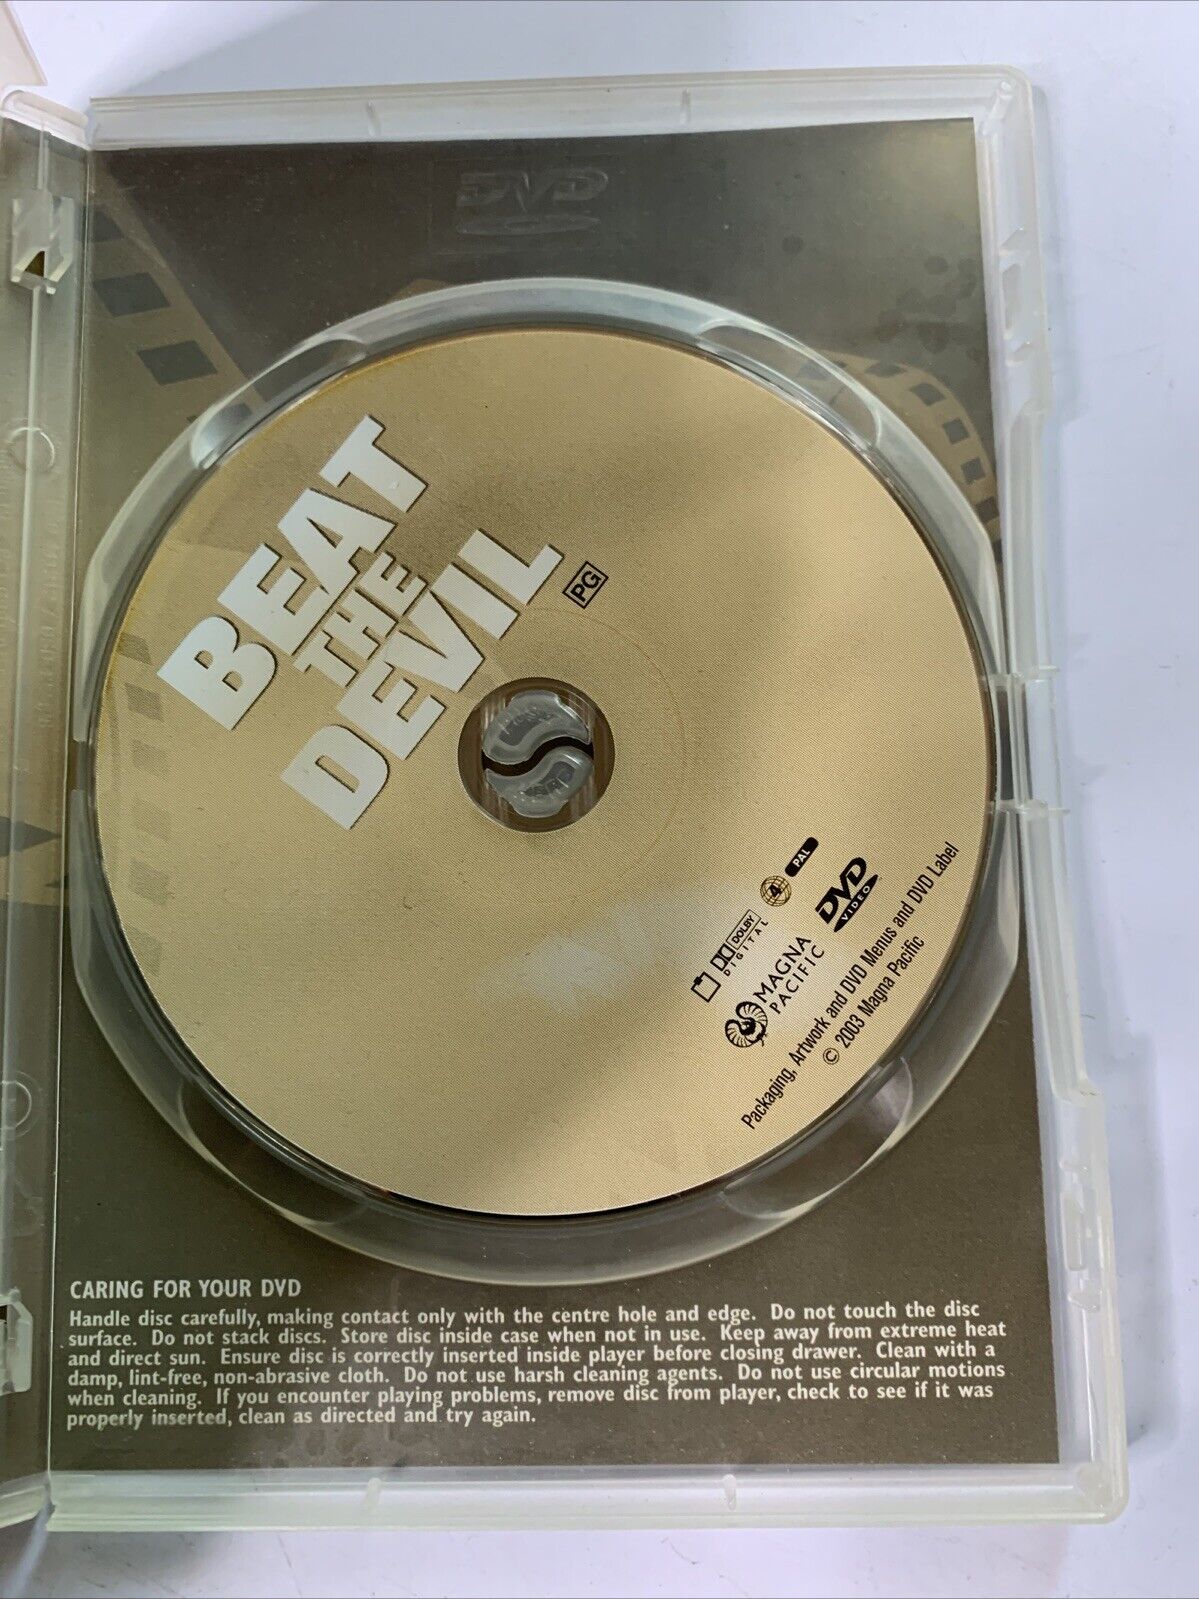 DVD
BEAT
THE
DEVIL
PG
4
PAL
DOLBY
DIGITAL
DVD
VIDEO
MAGNA
PACIFIC
Packaging, Artwork and DVD Menus and DVD Label
© 2003 Magna Pacific
CARING FOR YOUR DVD
Handle disc carefully, making contact only with the centre hole and edge. Do not touch the disc
surface. Do not stack discs. Store disc inside case when not in use. Keep away from extreme heat
and direct sun. Ensure disc is correctly inserted inside player before closing drawer. Clean with a
damp, lint-free, non-abrasive cloth. Do not use harsh cleaning agents. Do not use circular motions
when cleaning. If you encounter playing problems, remove disc from player, check to see if it was
properly inserted, clean as directed and try again.